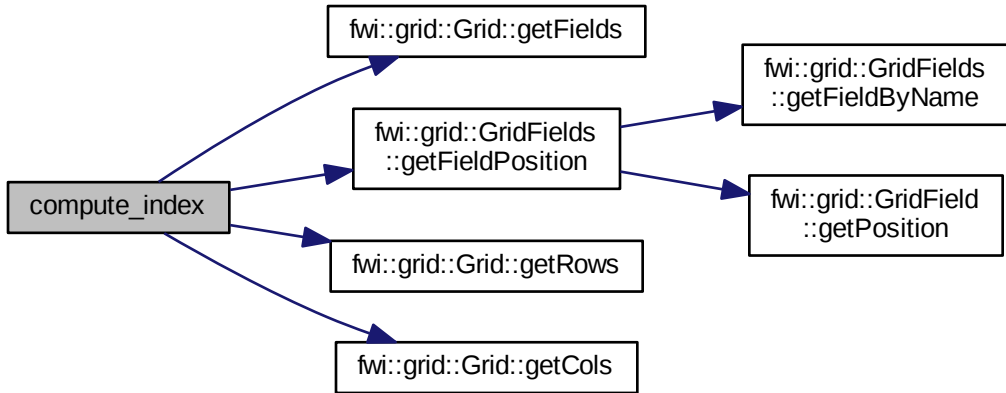 fwi::grid::Grid::getFields
fwi::grid::GridFields
::getFieldByName
fwi::grid::GridFields
::getFieldPosition
compute_index
fwi::grid::GridField
::getPosition
fwi::grid::Grid::getRows
fwi::grid::Grid::getCols